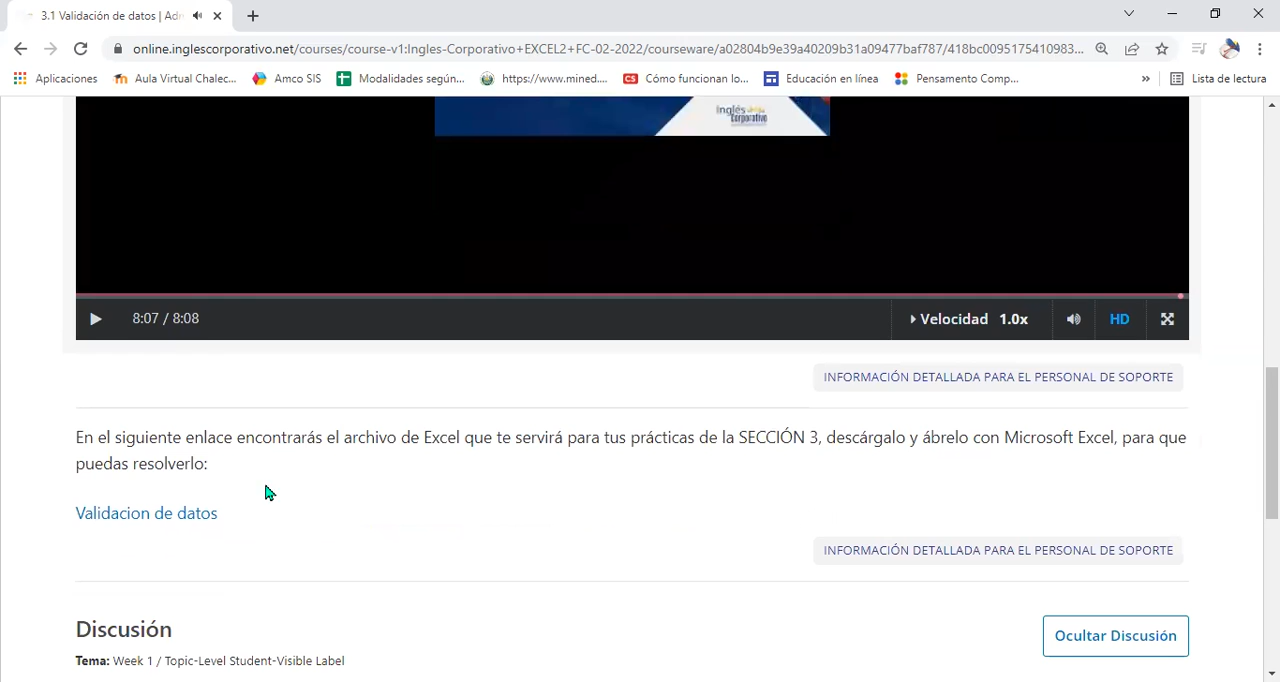 3.1 Validación de datos | Adm
online.inglescorporativo.net/courses/course-v1:Ingles-Corporativo+EXCEL2+FC-02-2022/courseware/a02804b9e39a40209b31a09477baf787/418bc0095175410983...
Aplicaciones
Aula Virtual Chalec...
Amco SIS
Modalidades según...
https://www.mined....
CS
Cómo funciona lo...
Educación en línea
Pensamento Comp...
»
Lista de lectura
Inglés
Corporativo
8:07 / 8:08
Velocidad 1.0x
HD
INFORMACIÓN DETALLADA PARA EL PERSONAL DE SOPORTE
En el siguiente enlace encontrarás el archivo de Excel que te servirá para tus prácticas de la SECCIÓN 3, descárgalo y ábrelo con Microsoft Excel, para que
puedas resolverlo:
Validacion de datos
INFORMACIÓN DETALLADA PARA EL PERSONAL DE SOPORTE
Discusión
Ocultar Discusión
Tema: Week 1 / Topic-Level Student-Visible Label